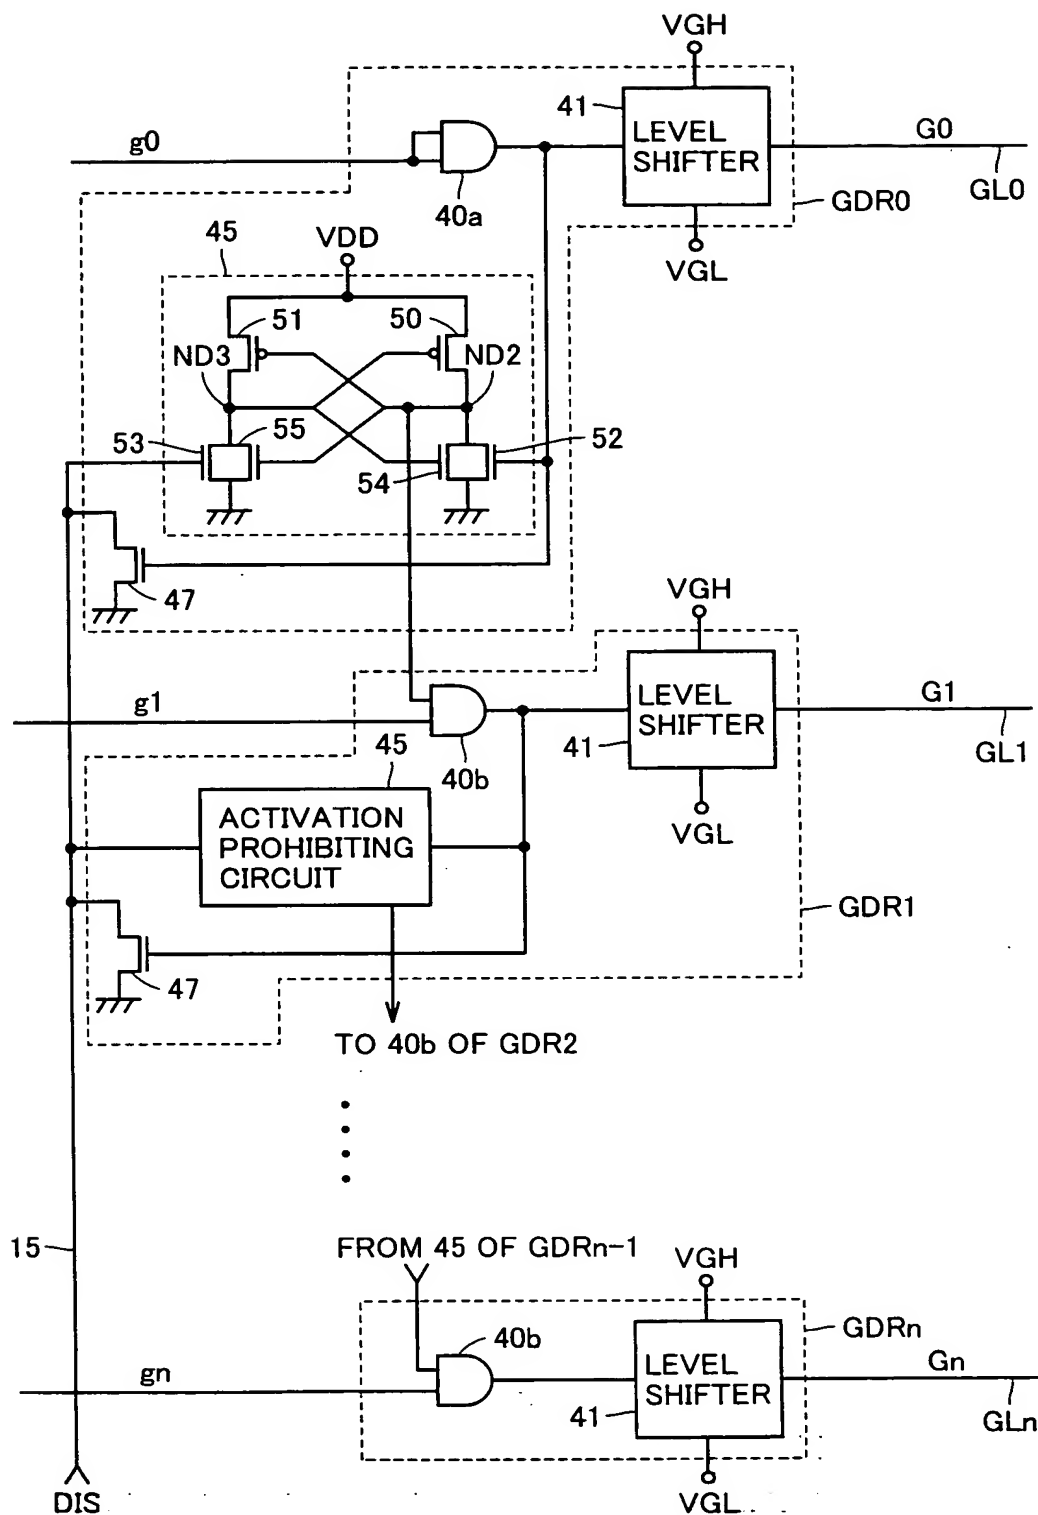 VGH
g0
41
LEVEL
SHIFTER
G0
GL0
40a
GDR0
VGL
45
VDD
51
50
ND3
ND2
53
55
54
52
47
VGH
g1
LEVEL
SHIFTER
G1
GL1
40b
41
45
VGL
ACTIVATION
PROHIBITING
CIRCUIT
GDR1
47
TO 40b OF GDR2
15
FROM 45 OF GDRn-1
VGH
gn
40b
LEVEL
SHIFTER
GDRn
Gn
41
GLn
DIS
VGL